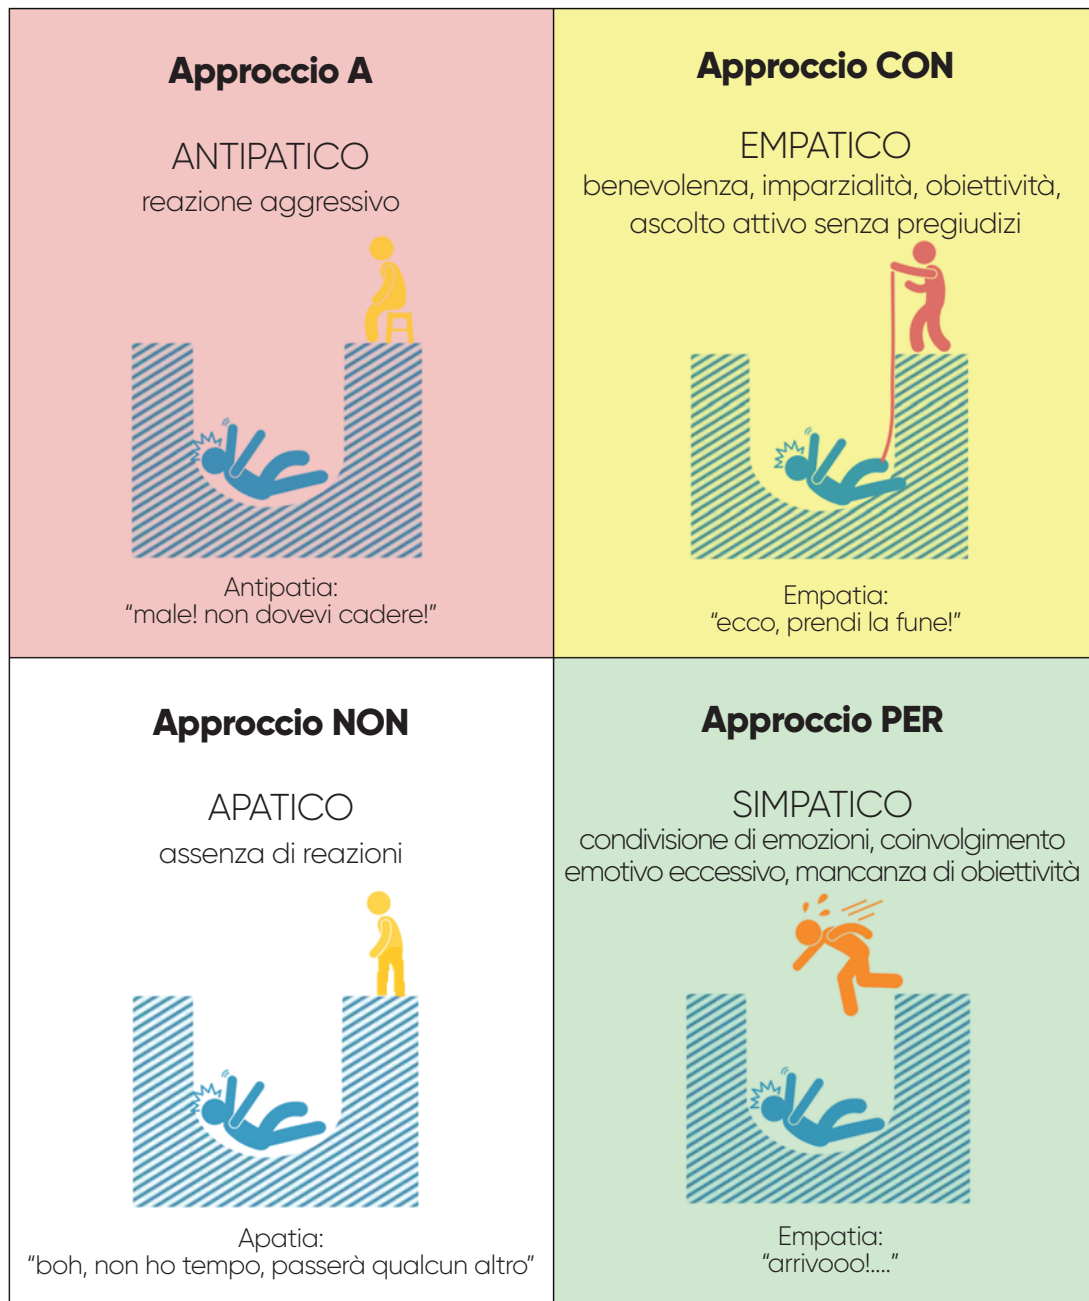 Approccio A
ANTIPATICO
reazione aggressivo
Antipatia:
“male! non dovevi cadere!”
Approccio CON
EMPATICO
benevolenza, imparzialità, obiettività,
ascolto attivo senza pregiudizi
Empatia:
“ecco, prendi la fune!”
Approccio NON
APATICO
assenza di reazioni
Apatia:
“boh, non ho tempo, passerà qualcun altro”
Approccio PER
SIMPATICO
condivisione di emozioni, coinvolgimento
emotivo eccessivo, mancanza di obiettività
Empatia:
“arrivooo!....”